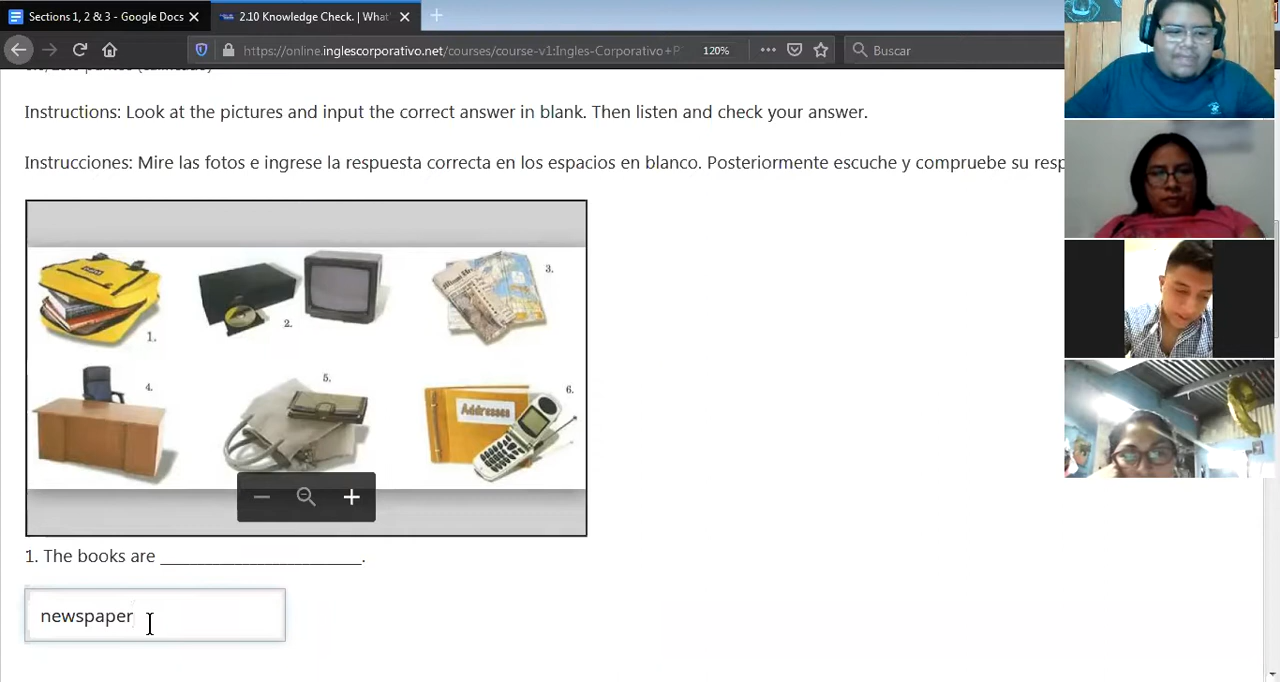 Sections 1, 2 & 3 - Google Docs
2.10 Knowledge Check. | What'
https://online.inglescorporativo.net/courses/course-v1:Ingles-Corporativo+P
120%
Buscar
Instructions: Look at the pictures and input the correct answer in blank. Then listen and check your answer.
Instrucciones: Mire las fotos e ingrese la respuesta correcta en los espacios en blanco. Posteriormente escuche y compruebe su resp
1.
2.
3.
4.
5.
6.
Addresses
1. The books are ______________________.
newspaper